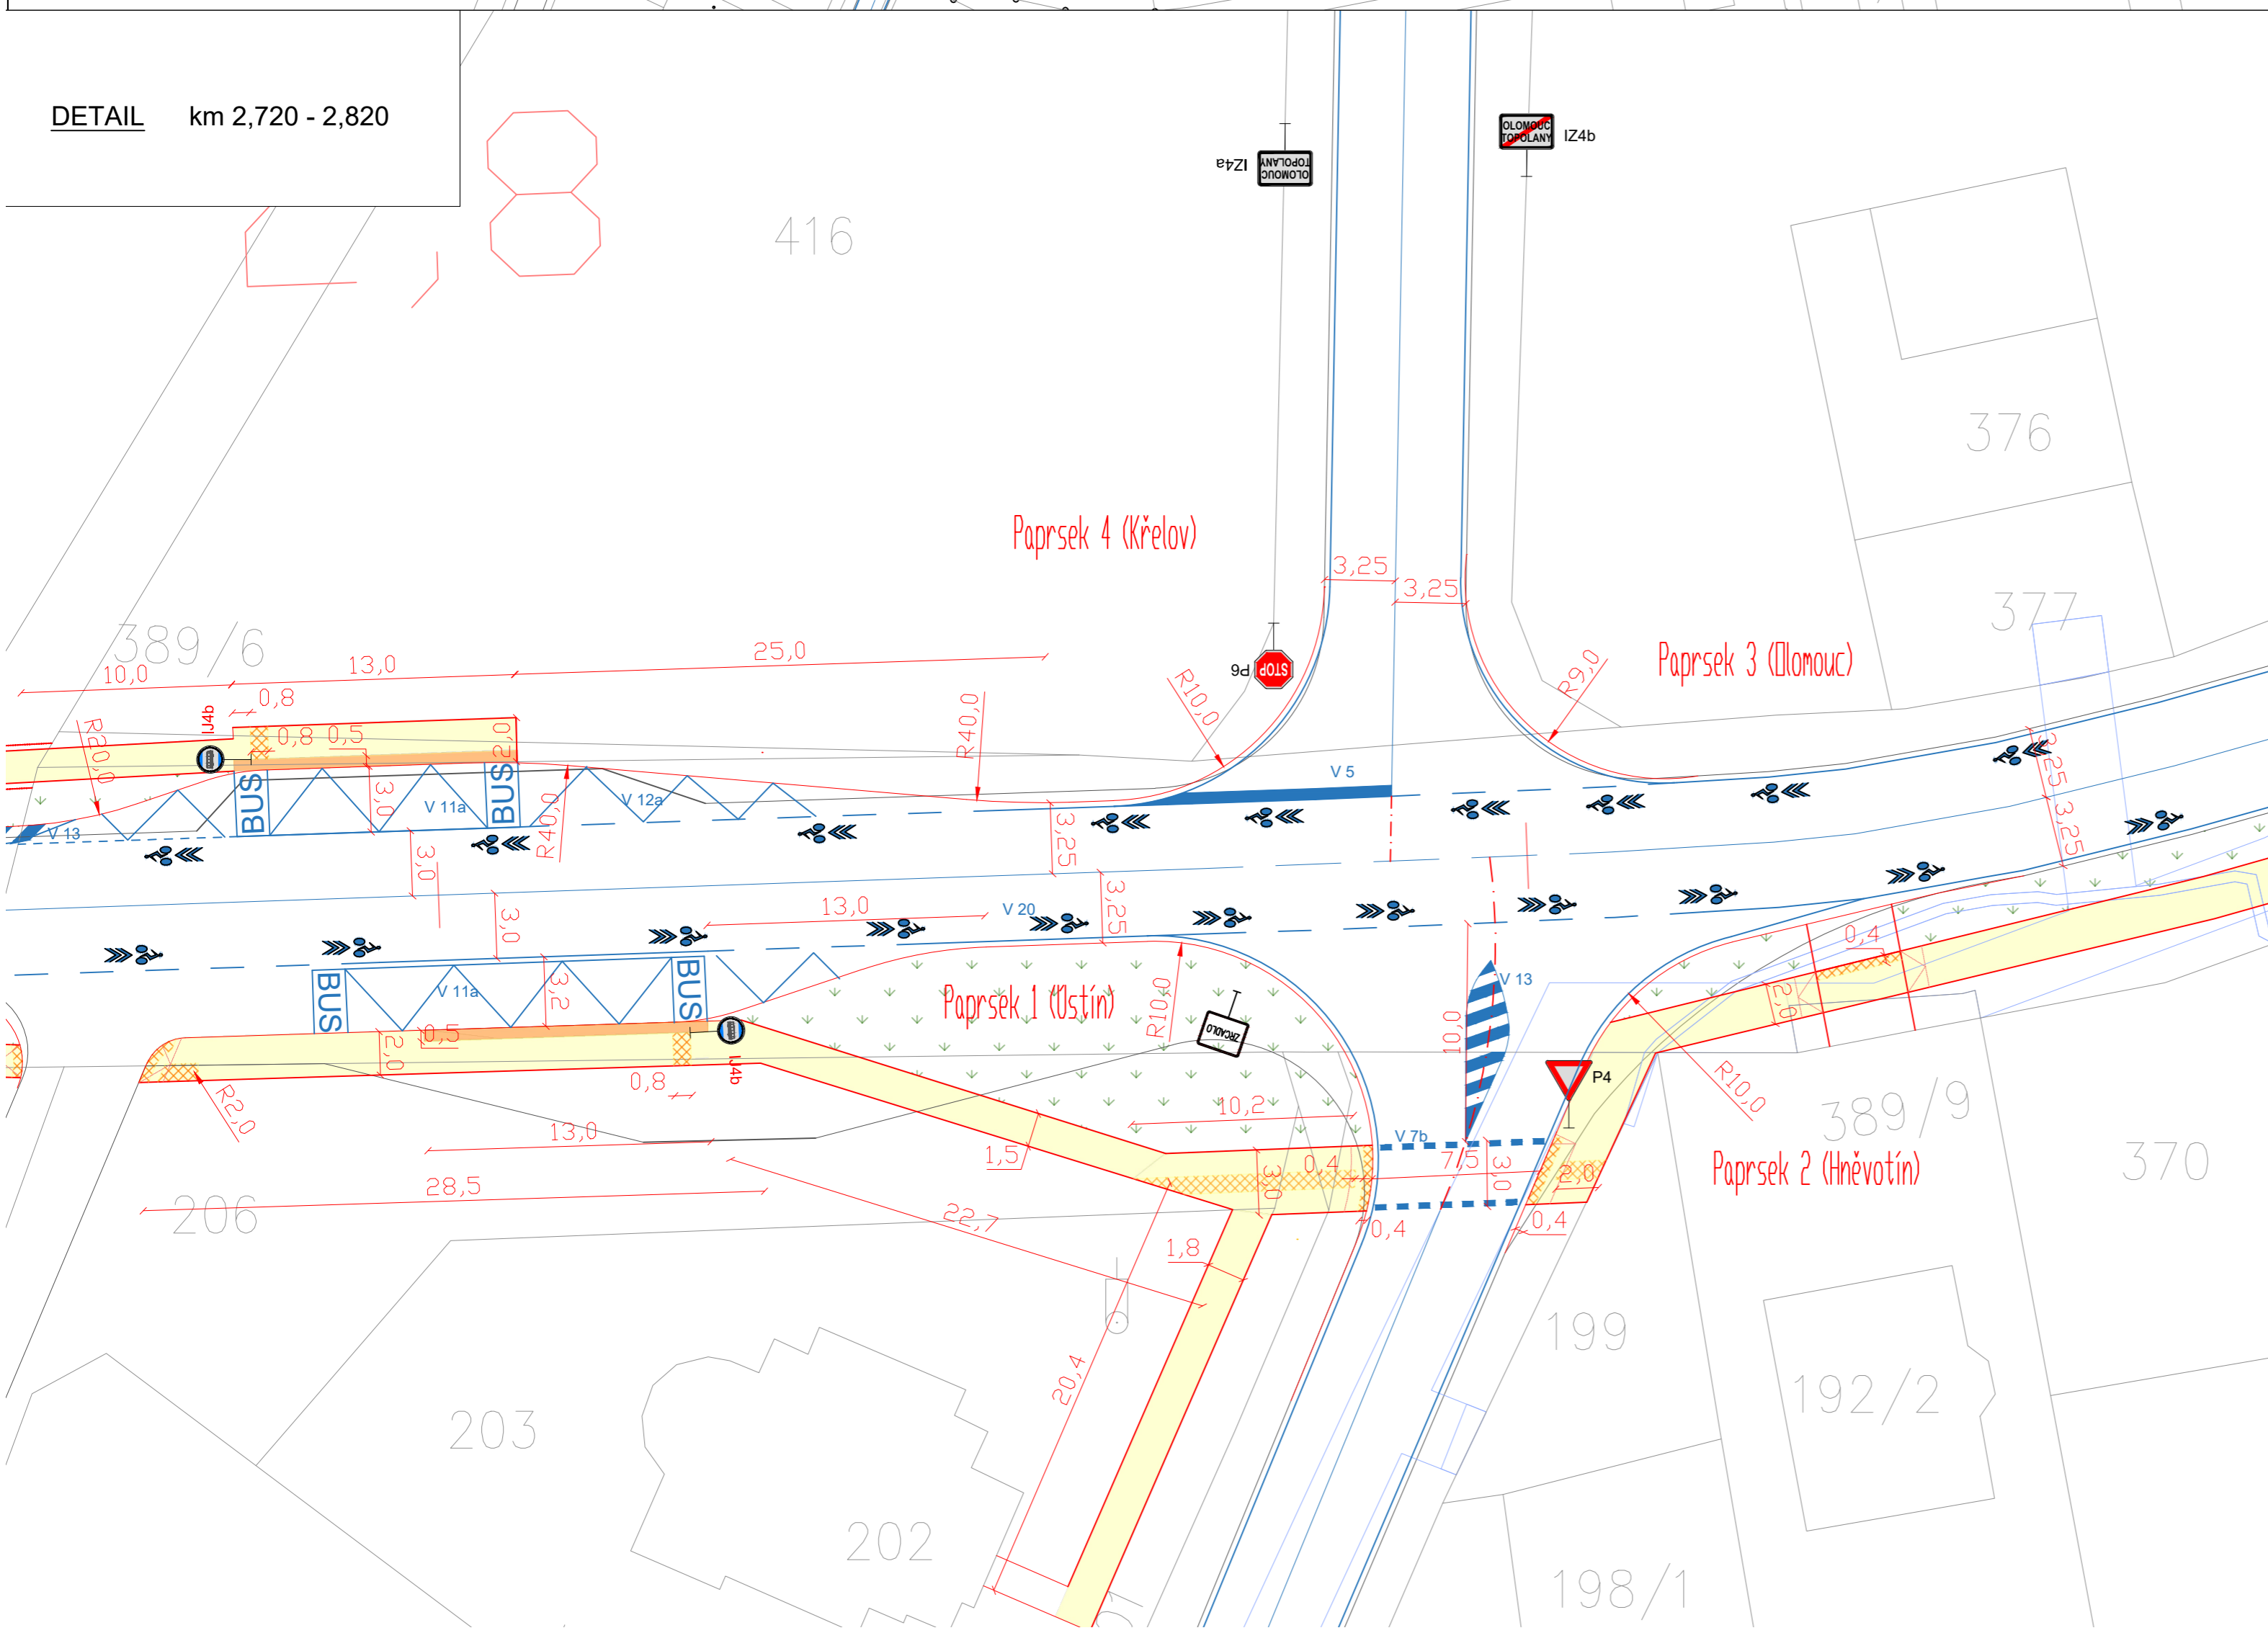 DETAIL km 2,720 - 2,820
OLOMOUC
TOPOLANY
IZ4b
IZ4a
OLOMOUC
TOPOLANY
416
376
377
Paprsek 4 (Křelov)
3,25
3,25
389/6
10,0
13,0
25,0
0,8
P6
STOP
R10,0
R9,0
Paprsek 3 (Olomouc)
IJ4b
R20,0
0,8
0,5
2,0
R40,0
3,25
3,25
BUS
3,0
V 11a
BUS
V 12a
V 5
V 13
R40,0
3,0
3,25
3,0
13,0
V 20
3,25
0,4
BUS
V 11a
3,2
BUS
Paprsek 1 (Ústín)
R10,0
ZRCADLO
V 13
2,0
0,5
2,0
IJ4b
10,0
P4
R10,0
R2,0
0,8
10,2
V 7b
389/9
370
13,0
1,5
3,0
0,4
7,5
3,0
2,0
Paprsek 2 (Hněvotín)
28,5
206
22,7
0,4
0,4
1,8
199
20,4
192/2
203
202
198/1